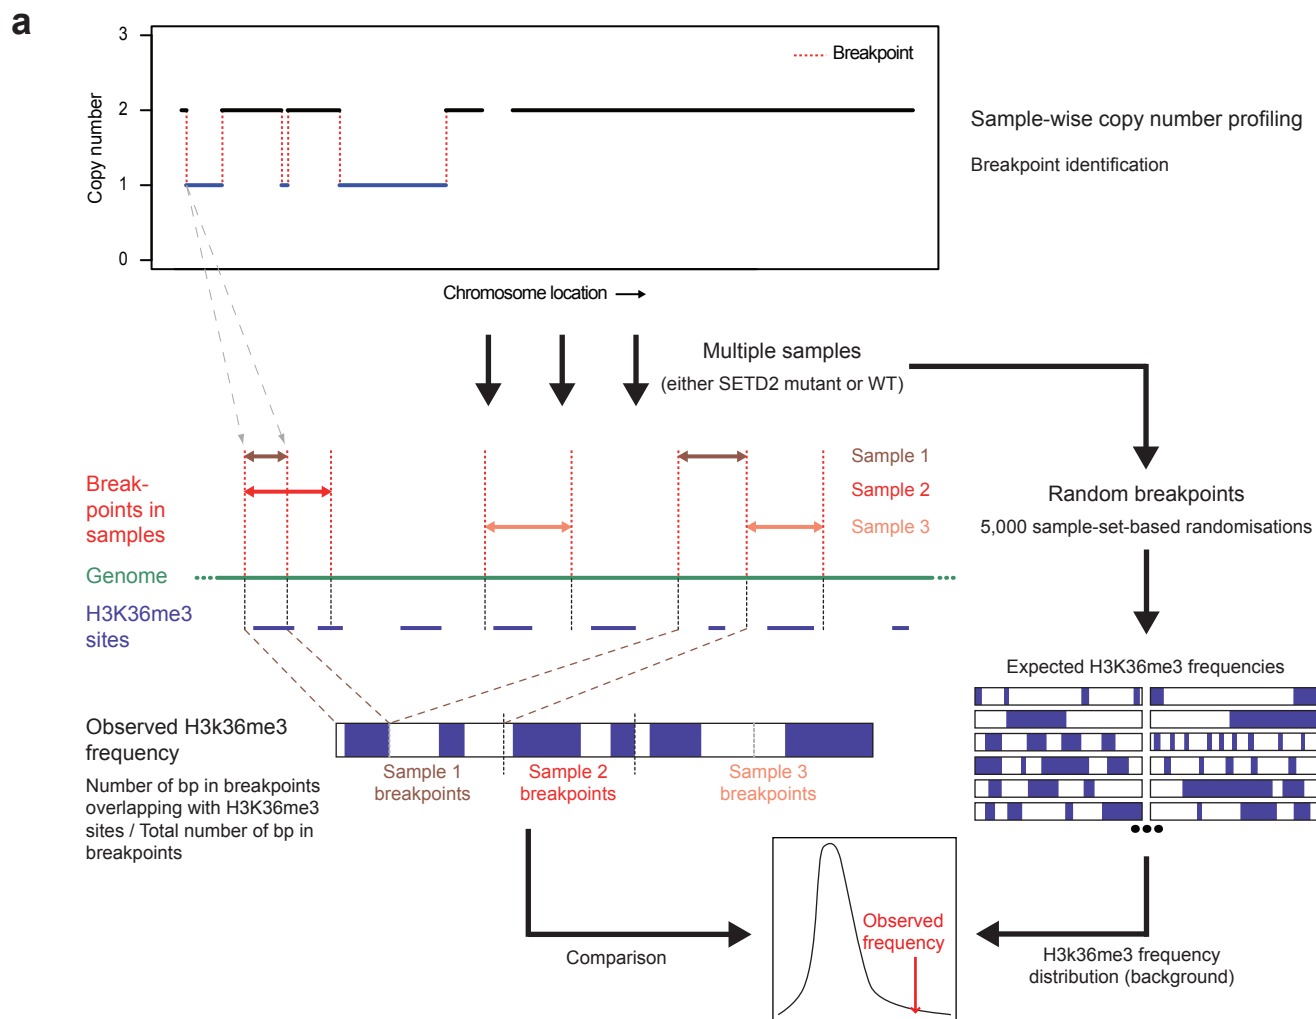 a
3
2
1
0
Copy number
Breakpoint
Chromosome location
Sample-wise copy number profiling
Breakpoint identification
Multiple samples
(either SETD2 mutant or WT)
Break-
points in
samples
Sample 1
Sample 2
Sample 3
Genome
H3K36me3
sites
Random breakpoints
5,000 sample-set-based randomisations
Expected H3K36me3 frequencies
Observed H3k36me3
frequency
Number of bp in breakpoints
overlapping with H3K36me3
sites / Total number of bp in
breakpoints
Sample 1
breakpoints
Sample 2
breakpoints
Sample 3
breakpoints
Comparison
Observed
frequency
H3k36me3 frequency
distribution (background)